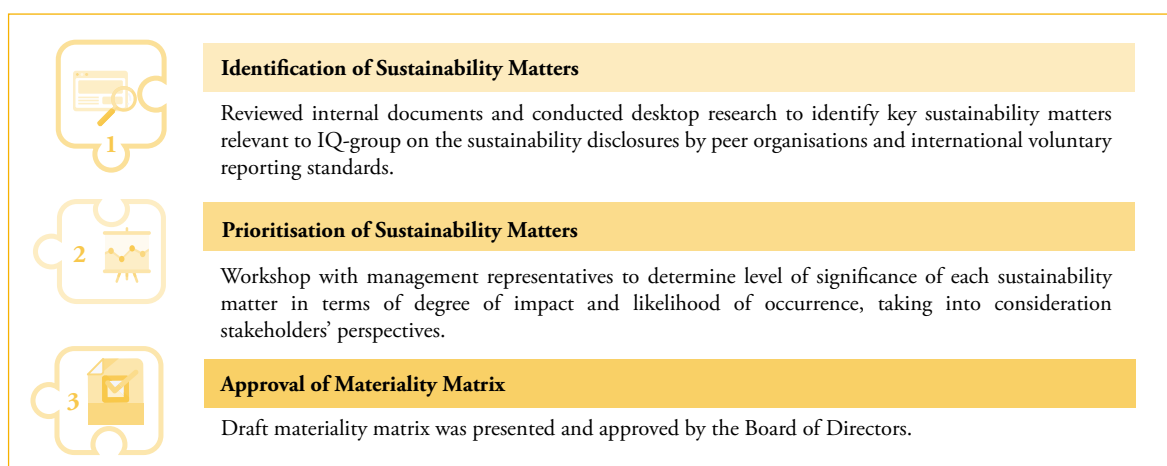 Identification of Sustainability Matters
Reviewed internal documents and conducted desktop research to identify key sustainability matters
relevant to IQ-group on the sustainability disclosures by peer organisations and international voluntary
reporting standards.
1
Prioritisation of Sustainability Matters
2
Workshop with management representatives to determine level of significance of each sustainability
matter in terms of degree of impact and likelihood of occurrence, taking into consideration
stakeholders’ perspectives.
Approval of Materiality Matrix
3
Draft materiality matrix was presented and approved by the Board of Directors.